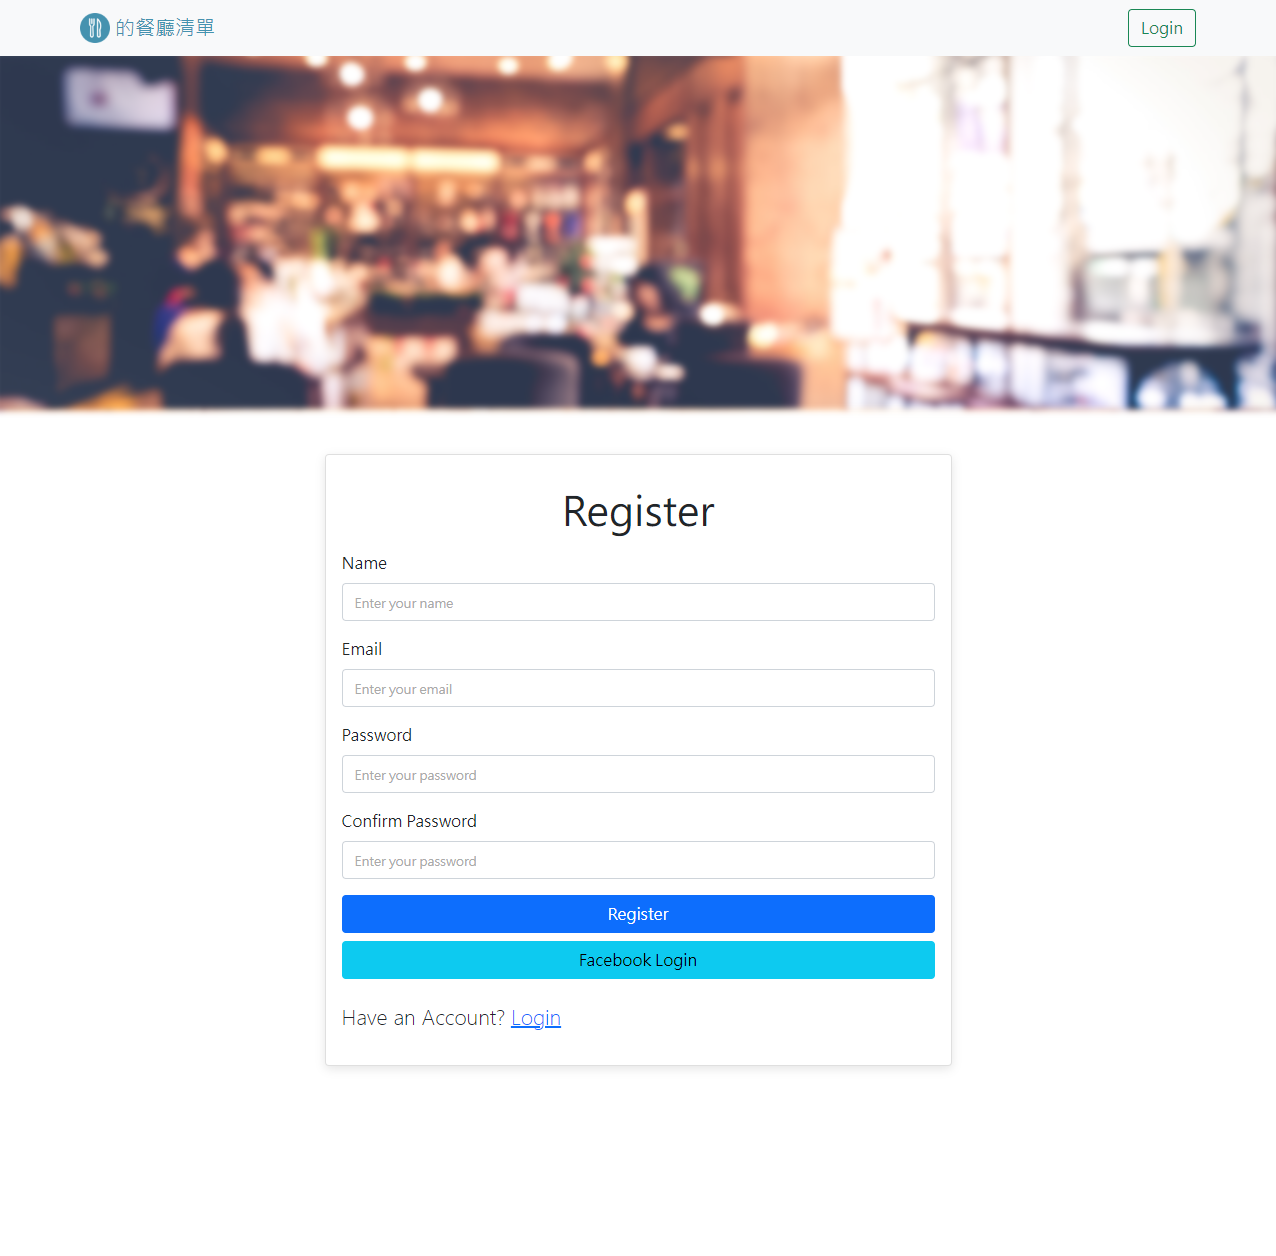 的餐廳清單
Login
Register
Name
Enter your name
Email
Enter your email
Password
Enter your password
Confirm Password
Enter your password
Register
Facebook Login
Have an Account? Login